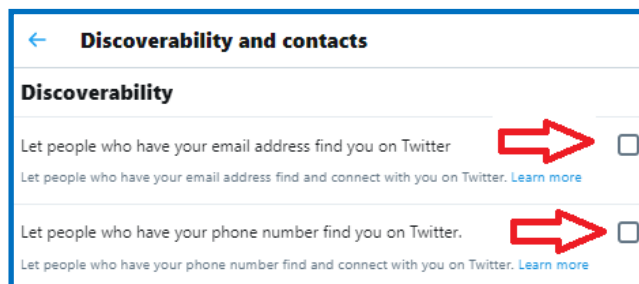 Discoverability and contacts
Discoverability
Let people who have your email address find you on Twitter
Let people who have your email address find and connect with you on Twitter. Learn more
Let people who have your phone number find you on Twitter.
Let people who have your phone number find and connect with you on Twitter. Learn more